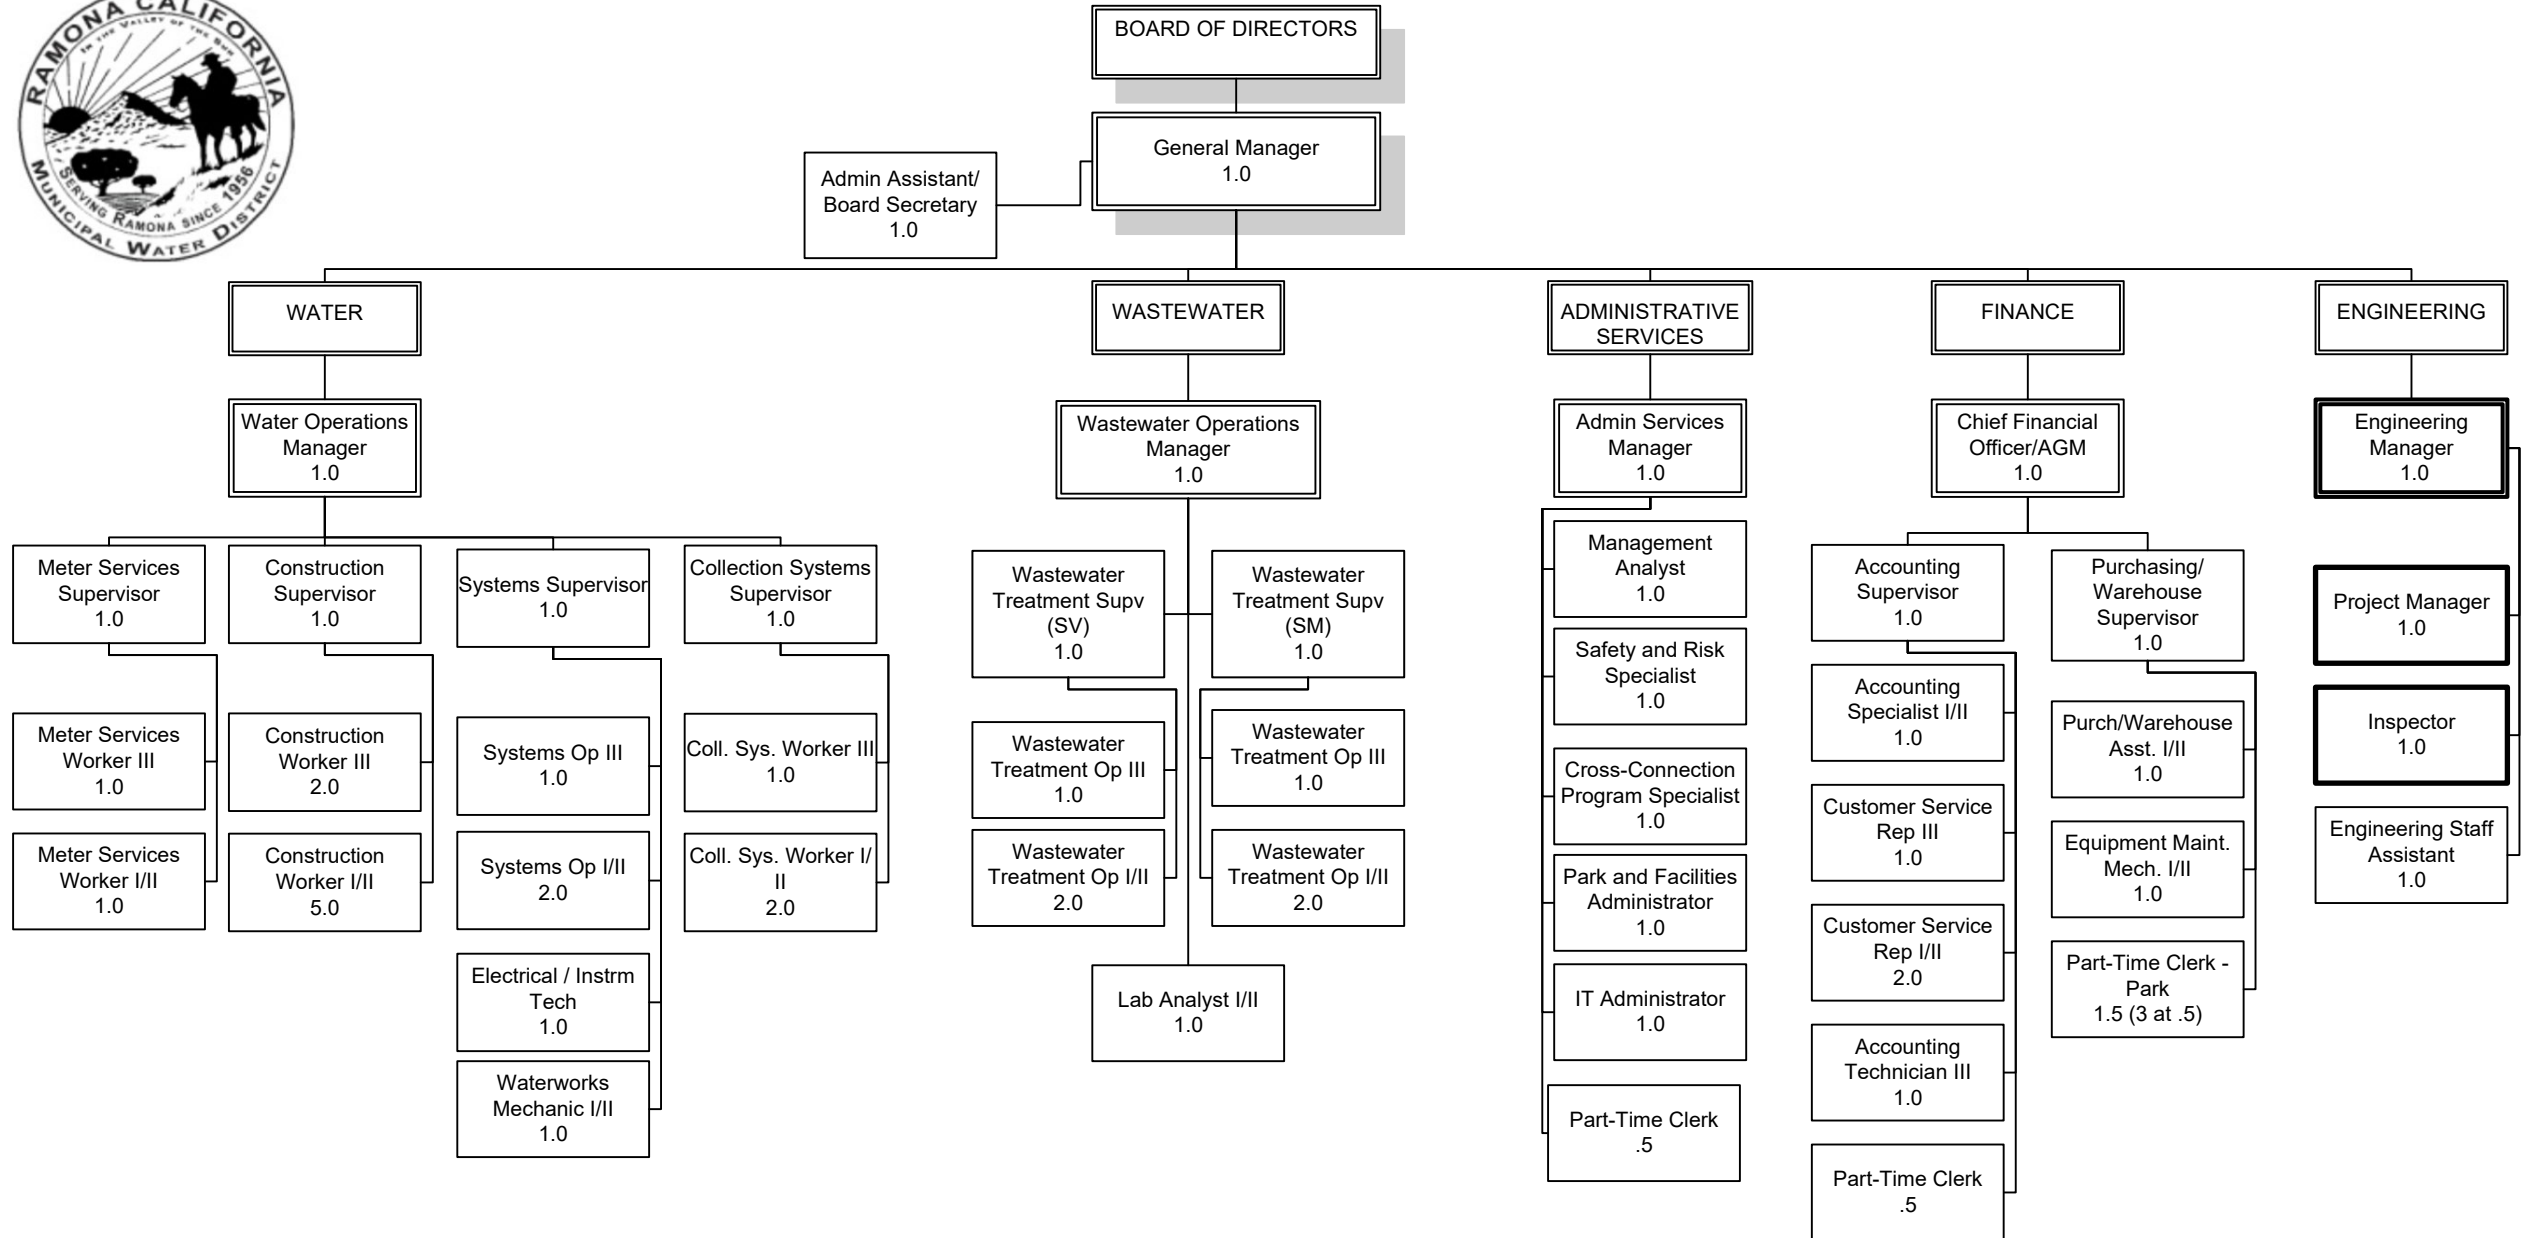 RAMONA CALIFORNIA
IN THE VALLEY OF THE SUN
SERVING RAMONA SINCE 1956
MUNICIPAL WATER DISTRICT
BOARD OF DIRECTORS
General Manager
1.0
Admin Assistant/
Board Secretary
1.0
WATER
WASTEWATER
ADMINISTRATIVE
SERVICES
FINANCE
ENGINEERING
Water Operations
Manager
1.0
Wastewater Operations
Manager
1.0
Admin Services
Manager
1.0
Chief Financial
Officer/AGM
1.0
Engineering
Manager
1.0
Meter Services
Supervisor
1.0
Meter Services
Worker III
1.0
Meter Services
Worker I/II
1.0
Construction
Supervisor
1.0
Construction
Worker III
2.0
Construction
Worker I/II
5.0
Systems Supervisor
1.0
Systems Op III
1.0
Systems Op I/II
2.0
Electrical / Instrm
Tech
1.0
Waterworks
Mechanic I/II
1.0
Collection Systems
Supervisor
1.0
Coll. Sys. Worker III
1.0
Coll. Sys. Worker I/
II
2.0
Wastewater
Treatment Supv
(SV)
1.0
Wastewater
Treatment Op III
1.0
Wastewater
Treatment Op I/II
2.0
Wastewater
Treatment Supv
(SM)
1.0
Wastewater
Treatment Op III
1.0
Wastewater
Treatment Op I/II
2.0
Lab Analyst I/II
1.0
Management
Analyst
1.0
Safety and Risk
Specialist
1.0
Cross-Connection
Program Specialist
1.0
Park and Facilities
Administrator
1.0
IT Administrator
1.0
Part-Time Clerk
.5
Accounting
Supervisor
1.0
Accounting
Specialist I/II
1.0
Customer Service
Rep III
1.0
Customer Service
Rep I/II
2.0
Accounting
Technician III
1.0
Part-Time Clerk
.5
Purchasing/
Warehouse
Supervisor
1.0
Purch/Warehouse
Asst. I/II
1.0
Equipment Maint.
Mech. I/II
1.0
Part-Time Clerk -
Park
1.5 (3 at .5)
Project Manager
1.0
Inspector
1.0
Engineering Staff
Assistant
1.0